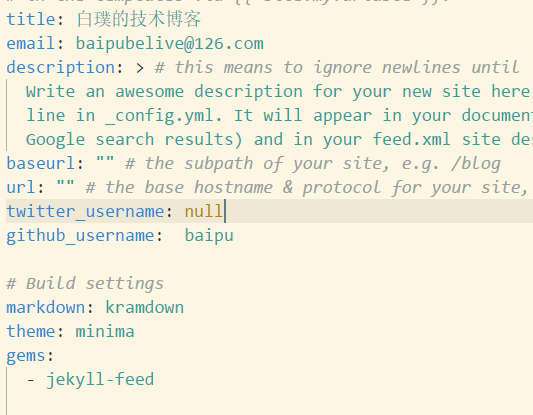 title: 白璞的技术博客
email: baipubelive@126.com
description: > # this means to ignore newlines until
Write an awesome description for your new site here
line in _config.yml. It will appear in your documen
Google search results) and in your feed.xml site des
baseurl: "" # the subpath of your site, e.g. /blog
url: "" # the base hostname & protocol for your site,
twitter_username: null
github_username:  baipu
# Build settings
markdown: kramdown
theme: minima
gems:
- jekyll-feed